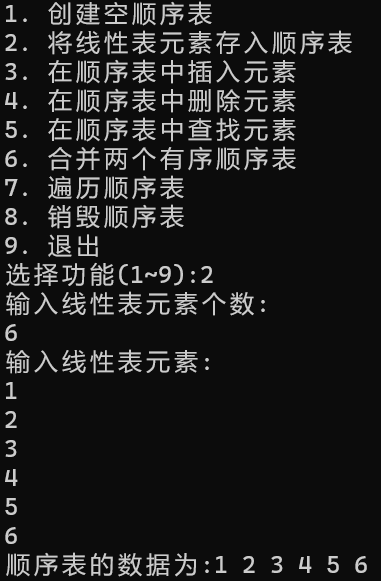 1. 创建空顺序表
2. 将线性表元素存入顺序表
3. 在顺序表中插入元素
4. 在顺序表中删除元素
5. 在顺序表中查找元素
6. 合并两个有序顺序表
7. 遍历顺序表
8. 销毁顺序表
9. 退出
选择功能(1~9):2
输入线性表元素个数:
6
输入线性表元素:
1
2
3
4
5
6
顺序表的数据为:1 2 3 4 5 6